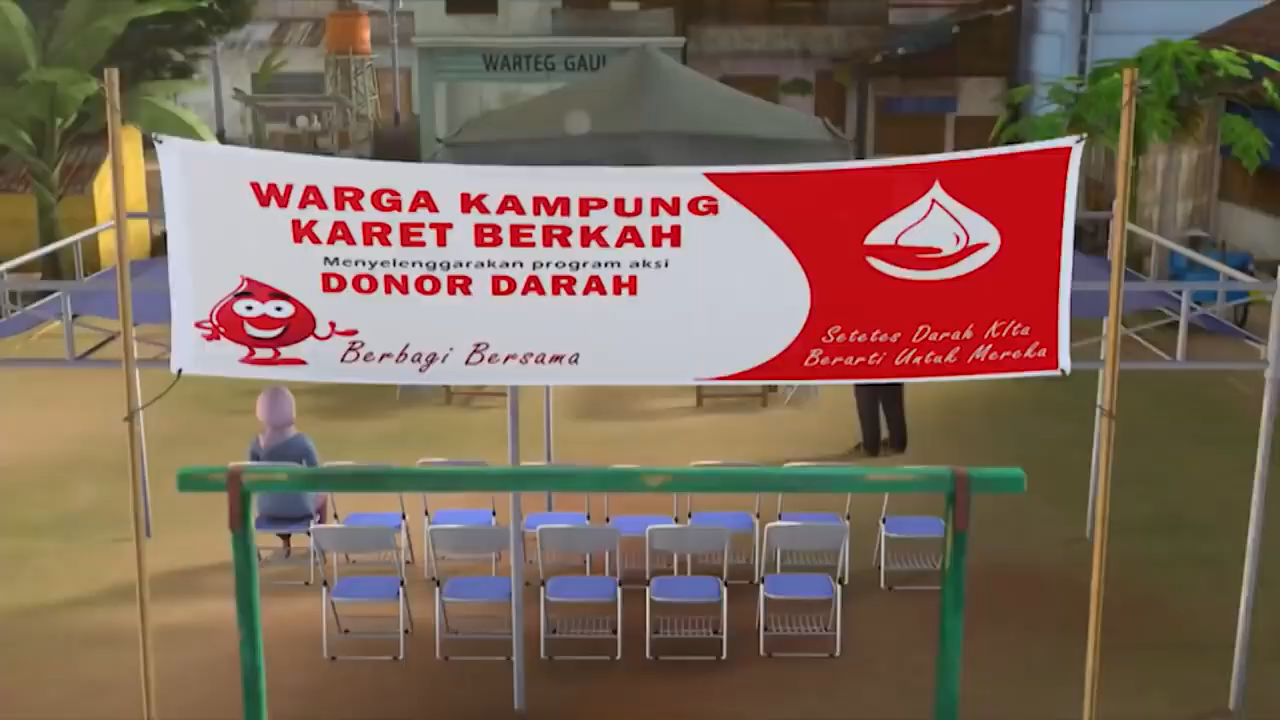 WARTEG GAUL
WARGA KAMPUNG
KARET BERKAH
Menyelenggarakan program aksi
DONOR DARAH
Berbagi Bersama
Setetes Darah KIta
Berarti Untuk Mereka